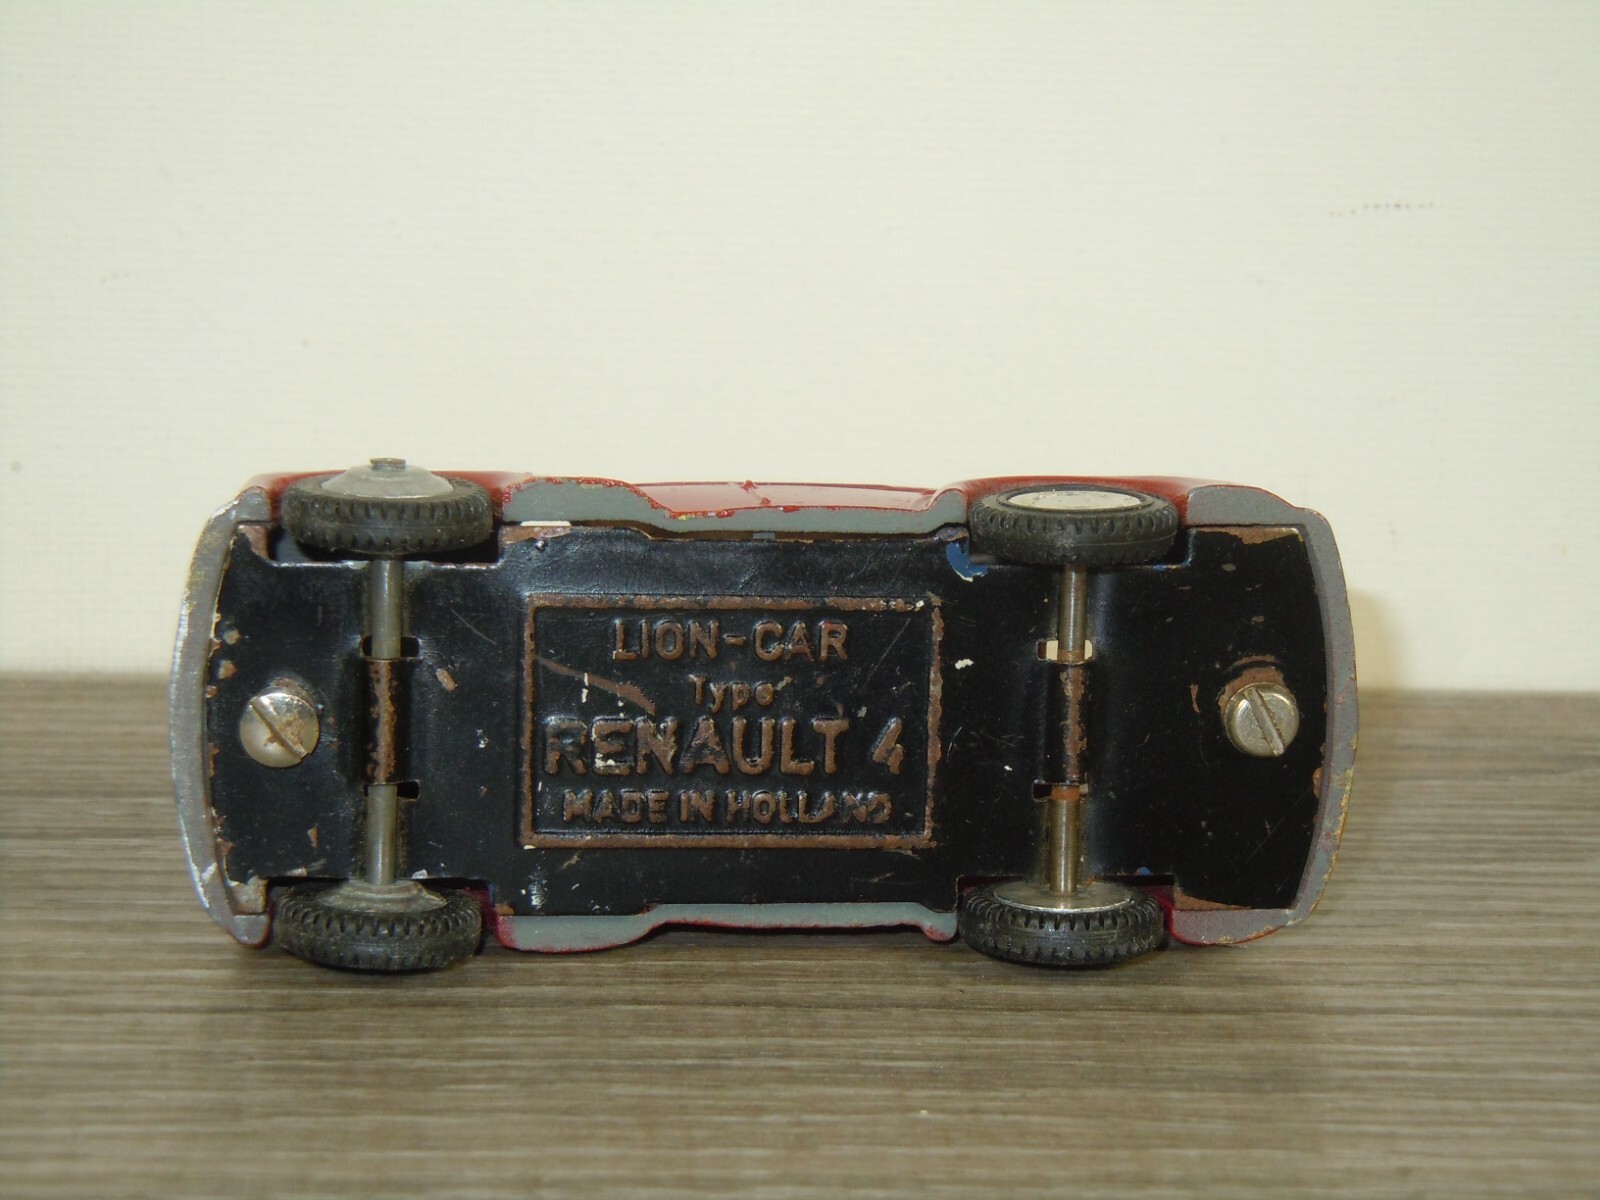 LION-CAR
Type
RENAULT 4
MADE IN HOLLAND